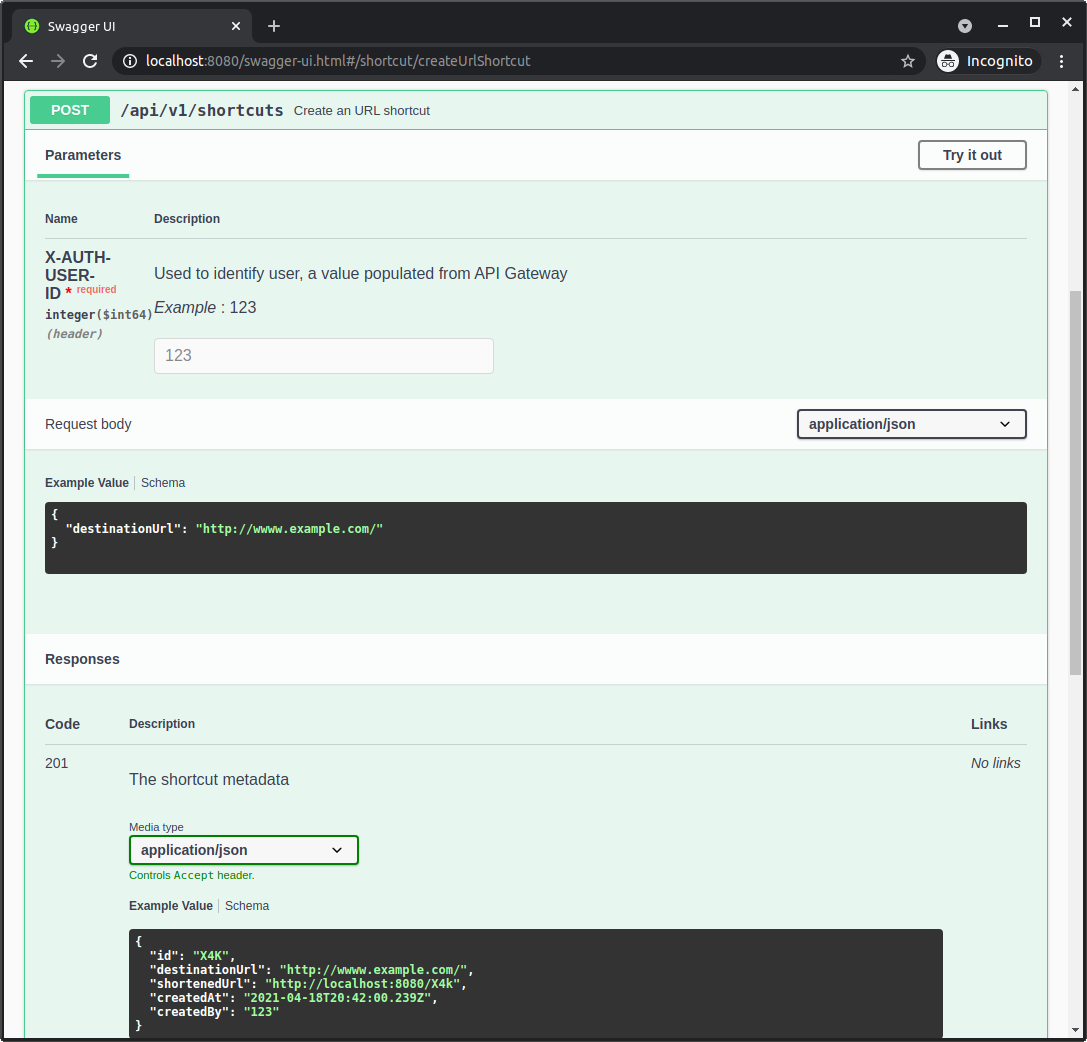 Swagger UI
localhost:8080/swagger-ui.html#/shortcut/createUrlShortcut
Incognito
POST /api/v1/shortcuts Create an URL shortcut
Parameters
Try it out
Name Description
X-AUTH-
USER-
ID * required
integer($int64)
(header)
Used to identify user, a value populated from API Gateway
Example : 123
123
Request body
application/json
Example Value Schema
{
"destinationUrl": "http://wwww.example.com/"
}
Responses
Code Description Links
201
The shortcut metadata
No links
Media type
application/json
Controls Accept header.
Example Value Schema
{
"id": "X4K",
"destinationUrl": "http://wwww.example.com/",
"shortenedUrl": "http://localhost:8080/X4k",
"createdAt": "2021-04-18T20:42:00.239Z",
"createdBy": "123"
}